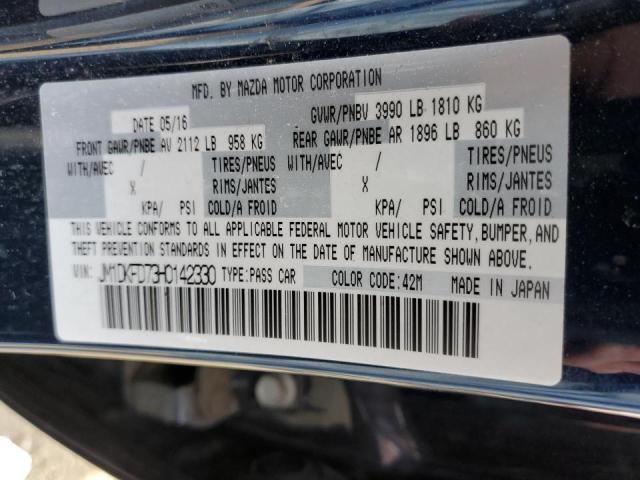 MFD. BY MAZDA MOTOR CORPORATION
DATE 05/16 GVWR/PNBV 3990 LB 1810 KG
FRONT GAWR/PNBE AV 2112 LB 958 KG REAR GAWR/PNBE AR 1896 LB 860 KG
WITH/AVEC / TIRES/PNEUS WITH/AVEC / TIRES/PNEUS
X RIMS/JANTES X RIMS/JANTES
KPA/ PSI COLD/A FROID KPA/ PSI COLD/A FROID
THIS VEHICLE CONFORMS TO ALL APPLICABLE FEDERAL MOTOR VEHICLE SAFETY, BUMPER, AND
THEFT PREVENTION STANDARDS IN EFFECT ON THE DATE OF MANUFACTURE SHOWN ABOVE.
VIN: JM1DKFD73H0142330 TYPE: PASS CAR COLOR CODE: 42M MADE IN JAPAN